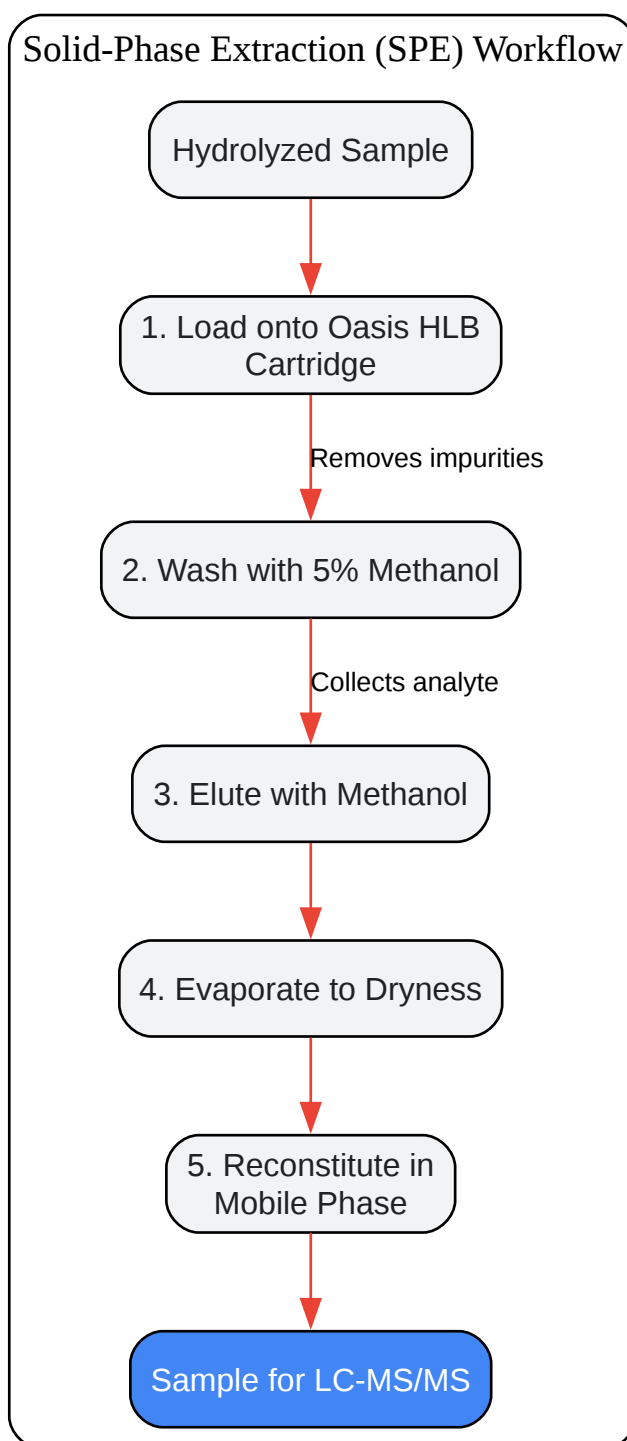 Solid-Phase Extraction (SPE) Workflow
Hydrolyzed Sample
1. Load onto Oasis HLB
Cartridge
Removes impurities
2. Wash with 5% Methanol
Collects analyte
3. Elute with Methanol
4. Evaporate to Dryness
5. Reconstitute in
Mobile Phase
Sample for LC-MS/MS